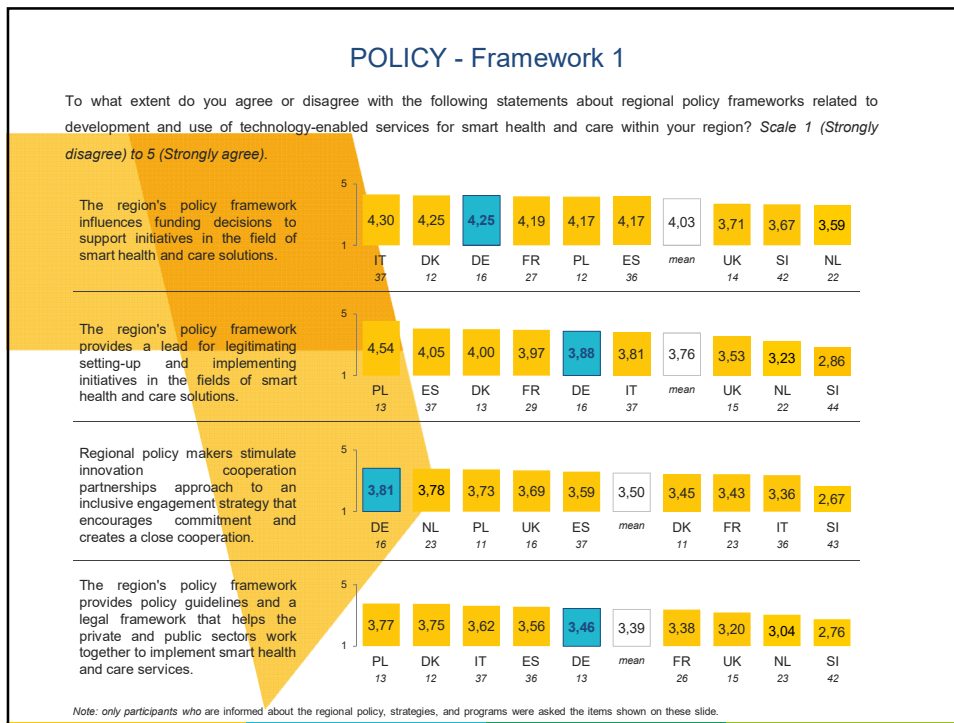 POLICY - Framework 1
To what extent do you agree or disagree with the following statements about regional policy frameworks related to
development and use of technology-enabled services for smart health and care within your region? Scale 1 (Strongly
disagree) to 5 (Strongly agree).
The region's policy framework
influences funding decisions to
support initiatives in the field of
smart health and care solutions.
5
1
4,30 4,25 4,25 4,19 4,17 4,17 4,03 3,71 3,67 3,59
IT DK DE FR PL ES mean UK SI NL
37 12 16 27 12 36 14 42 22
The region's policy framework
provides a lead for legitimating
setting-up and implementing
initiatives in the fields of smart
health and care solutions.
5
1
4,54 4,05 4,00 3,97 3,88 3,81 3,76 3,53 3,23 2,86
PL ES DK FR DE IT mean UK NL SI
13 37 13 29 16 37 15 22 44
Regional policy makers stimulate
innovation cooperation
partnerships approach to an
inclusive engagement strategy that
encourages commitment and
creates a close cooperation.
5
1
3,81 3,78 3,73 3,69 3,59 3,50 3,45 3,43 3,36 2,67
DE NL PL UK ES mean DK FR IT SI
16 23 11 16 37 11 23 36 43
The region's policy framework
provides policy guidelines and a
legal framework that helps the
private and public sectors work
together to implement smart health
and care services.
5
1
3,77 3,75 3,62 3,56 3,46 3,39 3,38 3,20 3,04 2,76
PL DK IT ES DE mean FR UK NL SI
13 12 37 36 13 26 15 23 42
Note: only participants who are informed about the regional policy, strategies, and programs were asked the items shown on these slide.